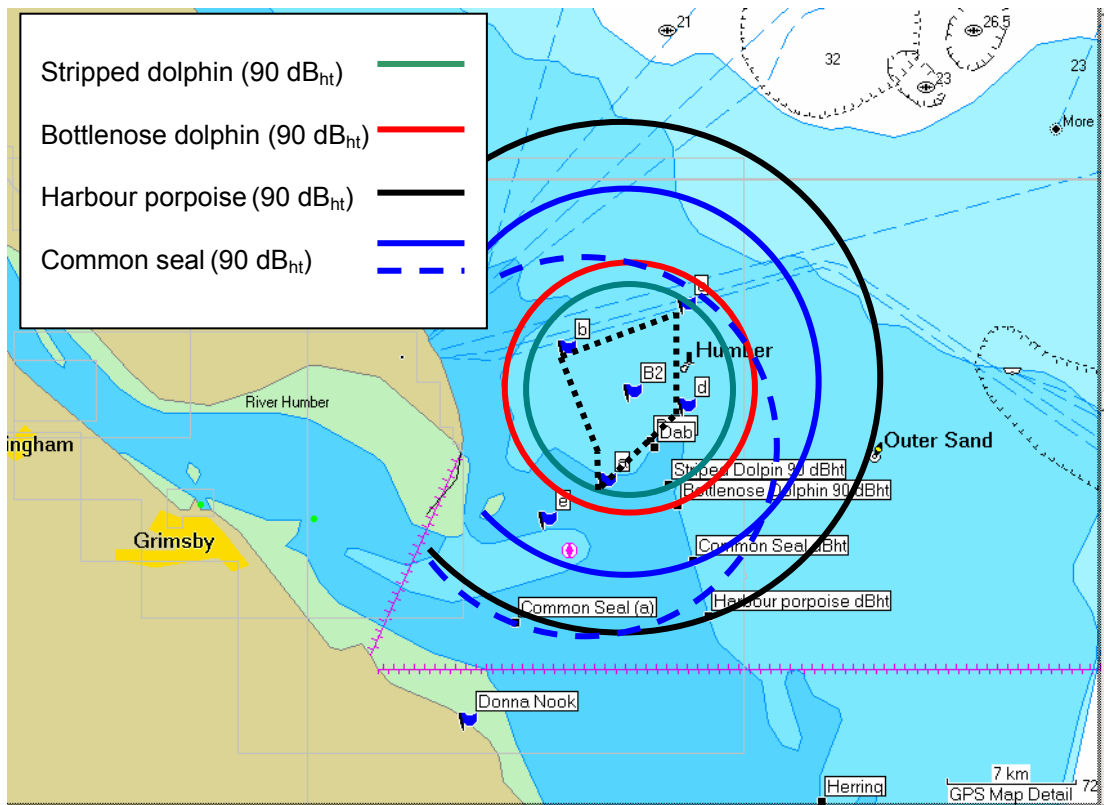 Stripped dolphin (90 dBht)
Bottlenose dolphin (90 dBht)
Harbour porpoise (90 dBht)
Common seal (90 dBht)
21
26.5
32
23
23
More
b
Humber
B2
d
Dab
River Humber
ingham
Outer Sand
a
Striped Dolpin 90 dBht
Bottlenose Dolphin 90 dBht
e
Grimsby
Common Seal dBht
Common Seal (a)
Harbour porpoise dBht
Donna Nook
7 km
Herring
GPS Map Detail
72